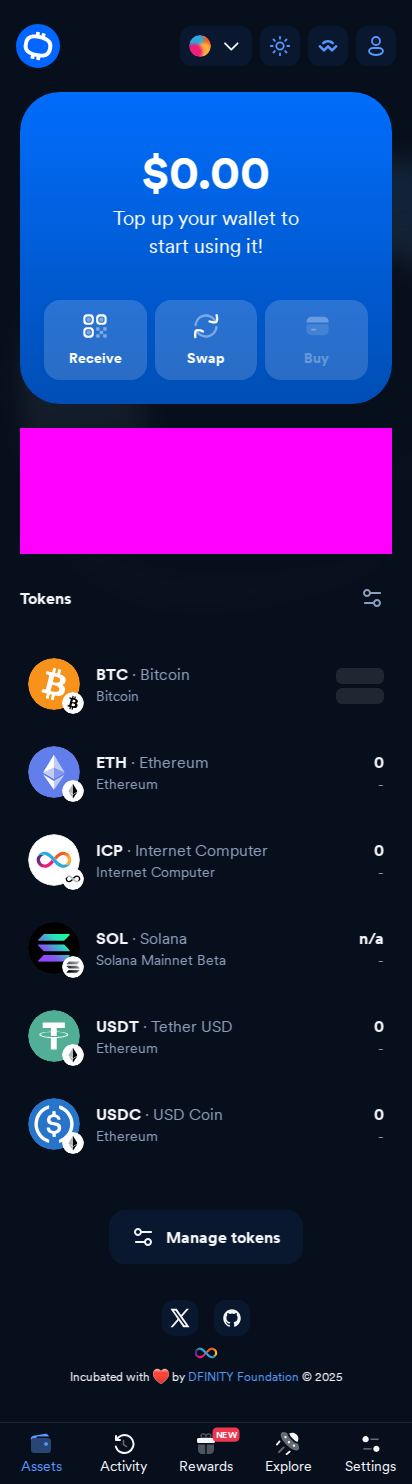 $0.00
Top up your wallet to
start using it!
Receive
Swap
Buy
Tokens
BTC · Bitcoin
Bitcoin
ETH · Ethereum
0
Ethereum
-
ICP · Internet Computer
0
Internet Computer
-
SOL · Solana
n/a
Solana Mainnet Beta
-
USDT · Tether USD
0
Ethereum
-
USDC · USD Coin
0
Ethereum
-
Manage tokens
Incubated with ❤️ by DFINITY Foundation © 2025
NEW
Assets
Activity
Rewards
Explore
Settings